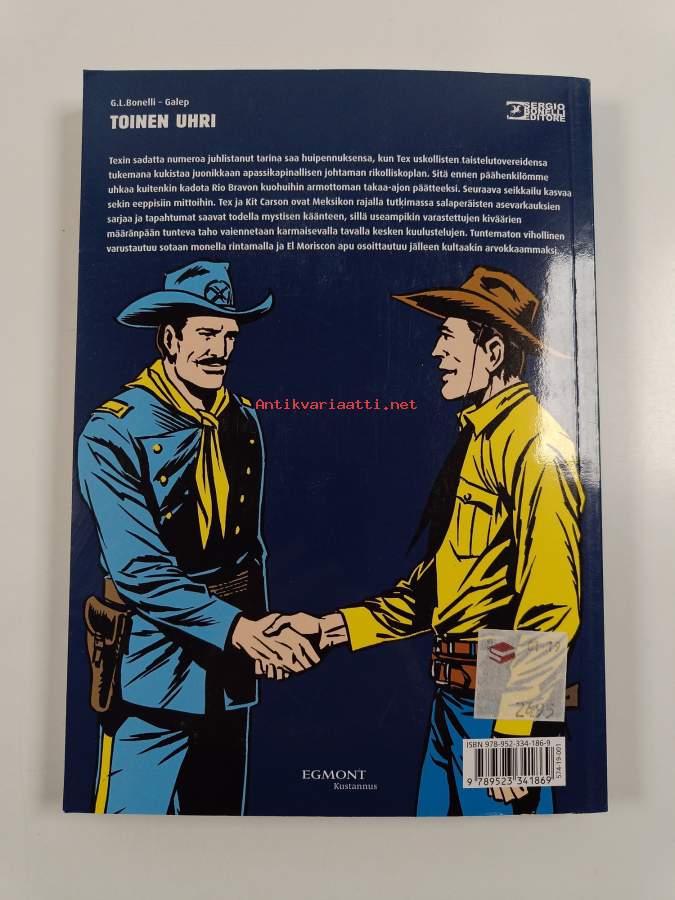 G.L.Bonelli – Galep
TOINEN UHRI
SERGIO
BONELLI
EDITORE
Texin sadatta numeroa juhlistanut tarina saa huipennuksensa, kun Tex uskollisten taistelutovereidensa
tukemana kukistaa juonikkaan apassikapinallisen johtaman rikolliskoplan. Sitä ennen päähenkilömme
uhkaa kuitenkin kadota Rio Bravon kuohuihin armottoman takaa-ajon päätteeksi. Seuraava seikkailu kasvaa
sekin eeppisiin mittoihin. Tex ja Kit Carson ovat Meksikon rajalla tutkimassa salaperäisten asevarkauksien
sarjaa ja tapahtumat saavat todella mystisen käänteen, sillä useampikin varastettujen kiväärien
määränpään tunteva taho vaiennetaan karmaisevalla tavalla kesken kuulustelujen. Tuntematon vihollinen
varustautuu sotaan monella rintamalla ja El Moriscon apu osoittautuu jälleen kultaakin arvokkaammaksi.
Antikvariaatti.net
2495
ISBN 978-952-334-186-9
9 789523 341869
574-19-001
EGMONT
Kustannus